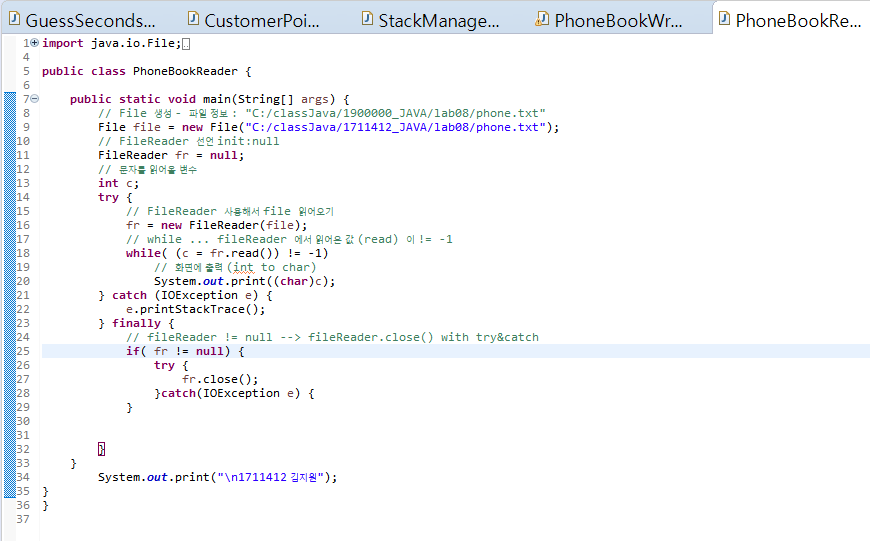 GuessSeconds... CustomerPoi... StackManage... PhoneBookWr... PhoneBookRe...
1 import java.io.File;
4
5 public class PhoneBookReader {
6
7 public static void main(String[] args) {
8 // File 생성 - 파일 정보 : "C:/classJava/1900000_JAVA/lab08/phone.txt"
9 File file = new File("C:/classJava/1711412_JAVA/lab08/phone.txt");
10 // FileReader 선언 init:null
11 FileReader fr = null;
12 // 문자를 읽어올 변수
13 int c;
14 try {
15 // FileReader 사용해서 file 읽어오기
16 fr = new FileReader(file);
17 // while ... fileReader 에서 읽어온 값 (read) 이 != -1
18 while( (c = fr.read()) != -1)
19 // 화면에 출력 (int to char)
20 System.out.print((char)c);
21 } catch (IOException e) {
22 e.printStackTrace();
23 } finally {
24 // fileReader != null --> fileReader.close() with try&catch
25 if( fr != null) {
26 try {
27 fr.close();
28 }catch(IOException e) {
29 }
30
31
32 }
33 }
34 System.out.print("\n1711412 김지원");
35 }
36 }
37